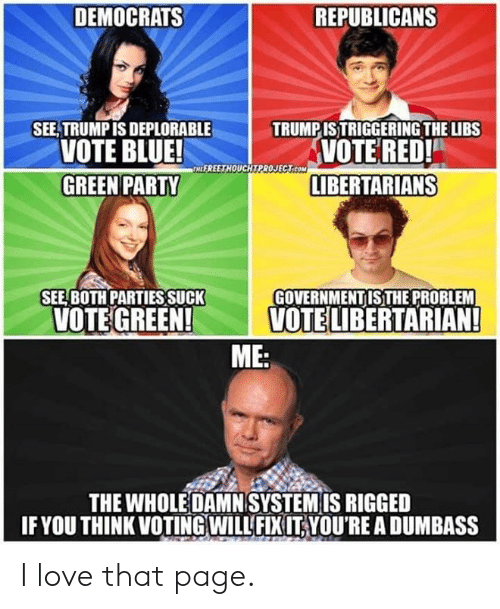 DEMOCRATS
SEE, TRUMP IS DEPLORABLE
VOTE BLUE!
REPUBLICANS
TRUMP IS TRIGGERING THE LIBS
VOTE RED!
THEFREETHOUGHTPROJECT.COM
GREEN PARTY
SEE, BOTH PARTIES SUCK
VOTE GREEN!
LIBERTARIANS
GOVERNMENT IS THE PROBLEM
VOTE LIBERTARIAN!
ME:
THE WHOLE DAMN SYSTEM IS RIGGED
IF YOU THINK VOTING WILL FIX IT, YOU'RE A DUMBASS
I love that page.